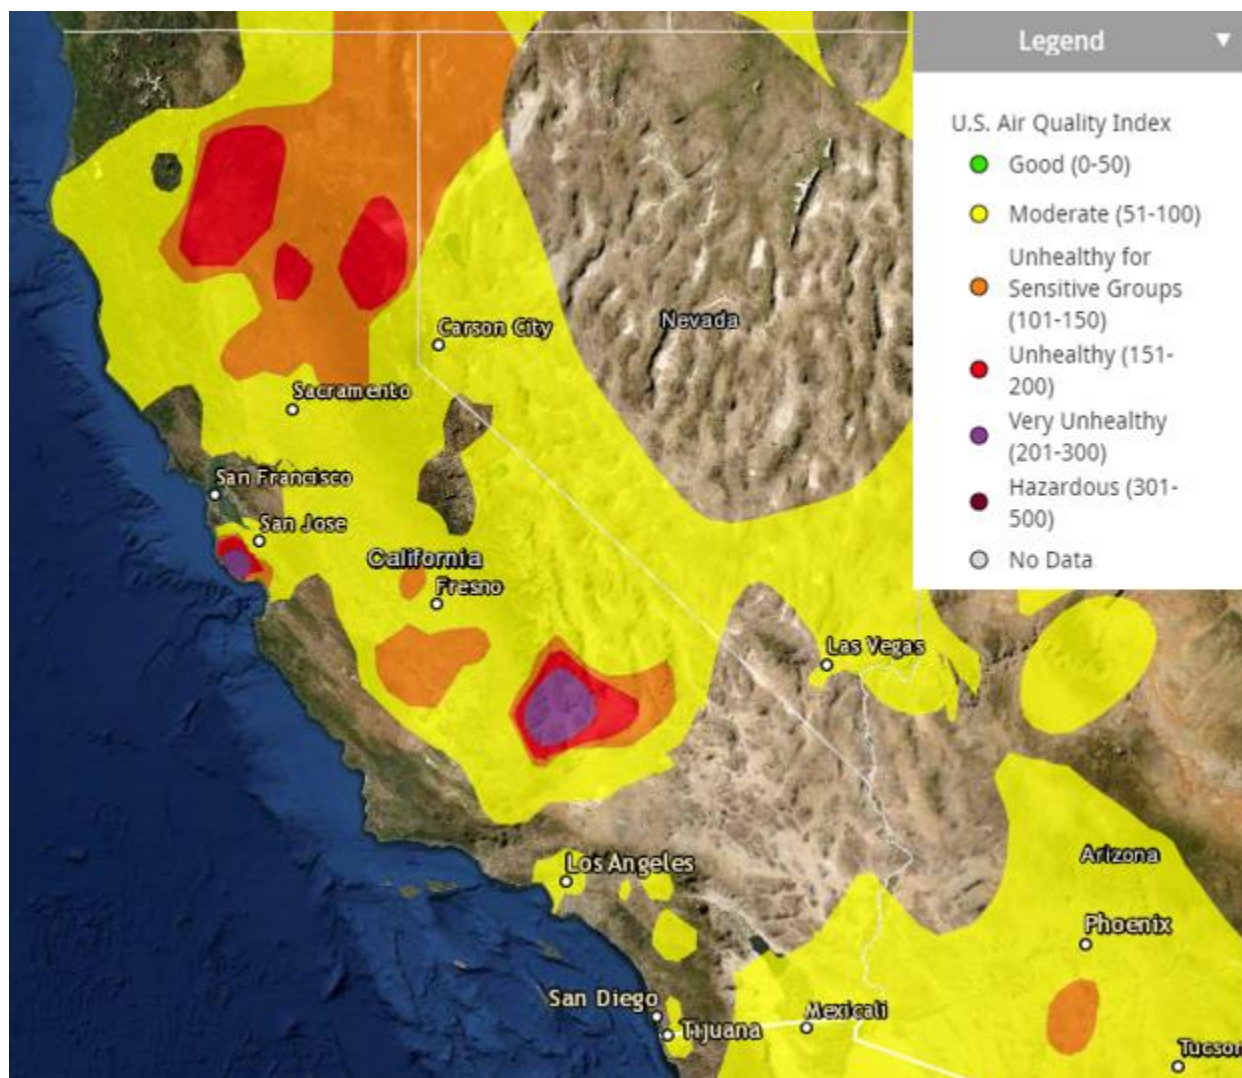 Legend
U.S. Air Quality Index
Good (0-50)
Moderate (51-100)
Unhealthy for
Sensitive Groups
(101-150)
Unhealthy (151-
200)
Very Unhealthy
(201-300)
Hazardous (301-
500)
No Data
Nevada
Carson City
Sacramento
San Francisco
San Jose
California
Fresno
Las Vegas
Los Angeles
Arizona
Phoenix
San Diego
Tijuana
Mexicali
Tucson